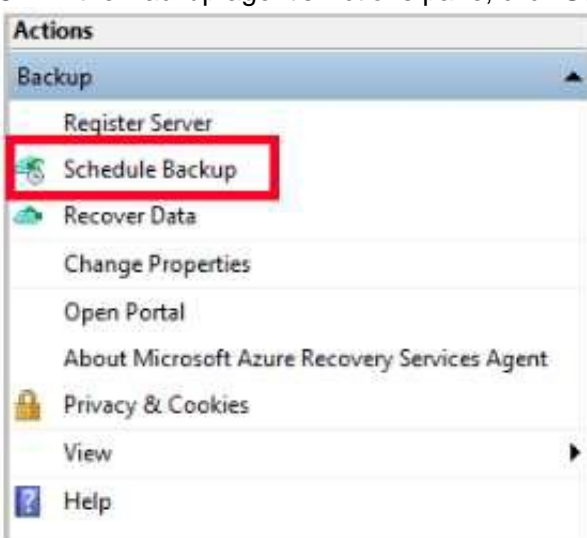 Actions
Backup
Register Server
Schedule Backup
Recover Data
Change Properties
Open Portal
About Microsoft Azure Recovery Services Agent
Privacy & Cookies
View
Help